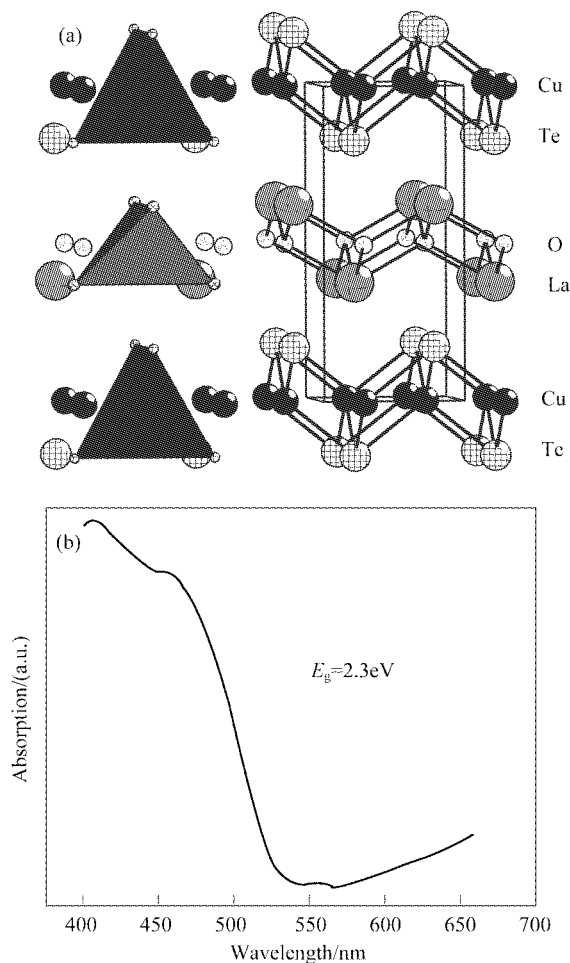 (a)
Cu
Te
O
La
Cu
Te
(b)
Absorption/(a.u.)
Eg=2.3eV
400 450 500 550 600 650 700
Wavelength/nm